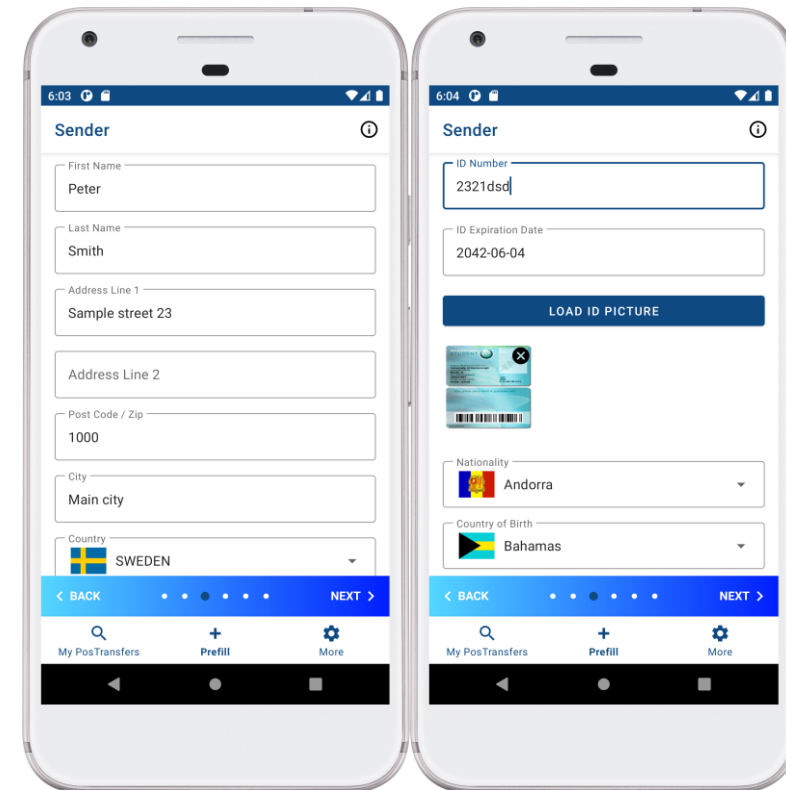 6:03
Sender
First Name
Peter
Last Name
Smith
Address Line 1
Sample street 23
Address Line 2
Post Code / Zip
1000
City
Main city
Country
SWEDEN
BACK
NEXT
My PosTransfers
Prefill
More
6:04
Sender
ID Number
2321dsd
ID Expiration Date
2042-06-04
LOAD ID PICTURE
STUDENT
Nationality
Andorra
Country of Birth
Bahamas
BACK
NEXT
My PosTransfers
Prefill
More